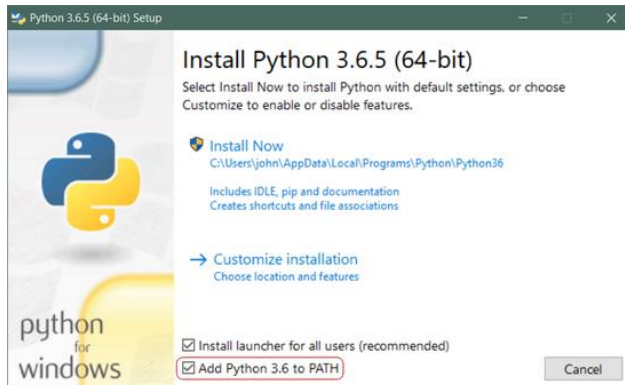 Python 3.6.5 (64-bit) Setup
Install Python 3.6.5 (64-bit)
Select Install Now to install Python with default settings, or choose
Customize to enable or disable features.
Install Now
C:\Users\john\AppData\Local\Programs\Python\Python36
Includes IDLE, pip and documentation
Creates shortcuts and file associations
Customize installation
Choose location and features
python
for
windows
Install launcher for all users (recommended)
Add Python 3.6 to PATH
Cancel